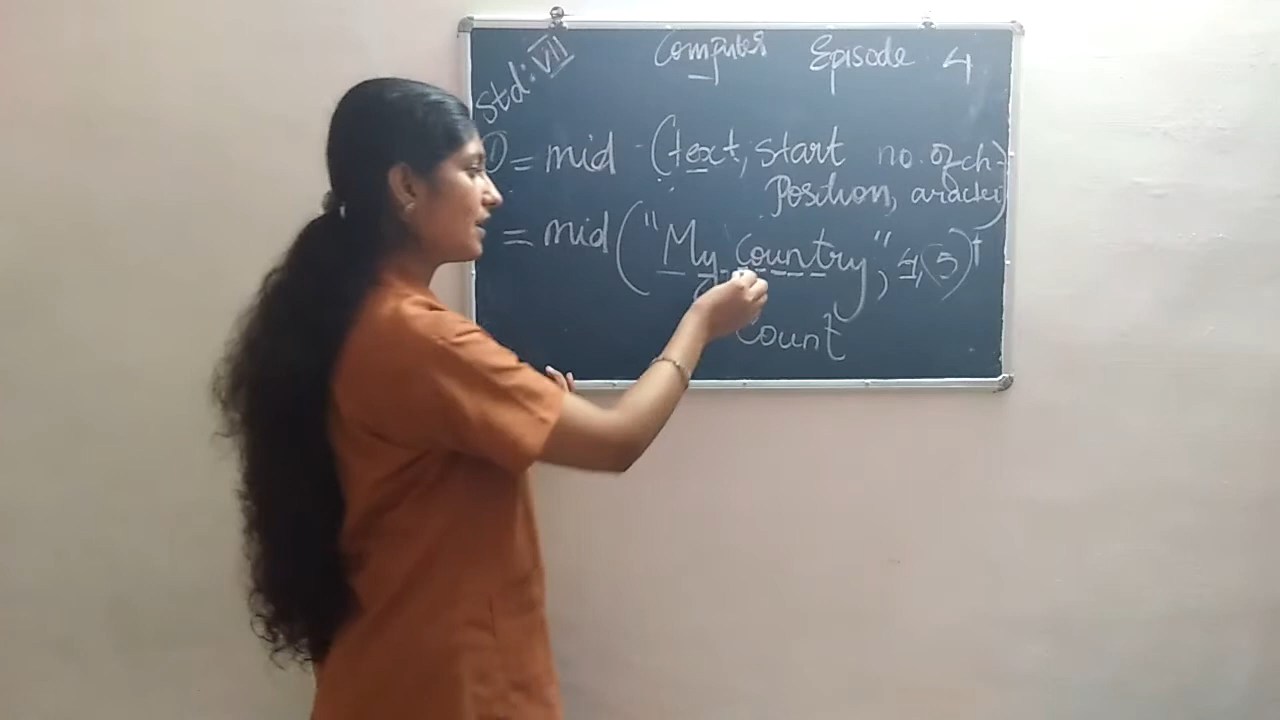 Std: VII
Computer Episode 4
1) = mid (text, start no. of ch-
Position, aracter)
= mid ("My country", 4, 5)
Count